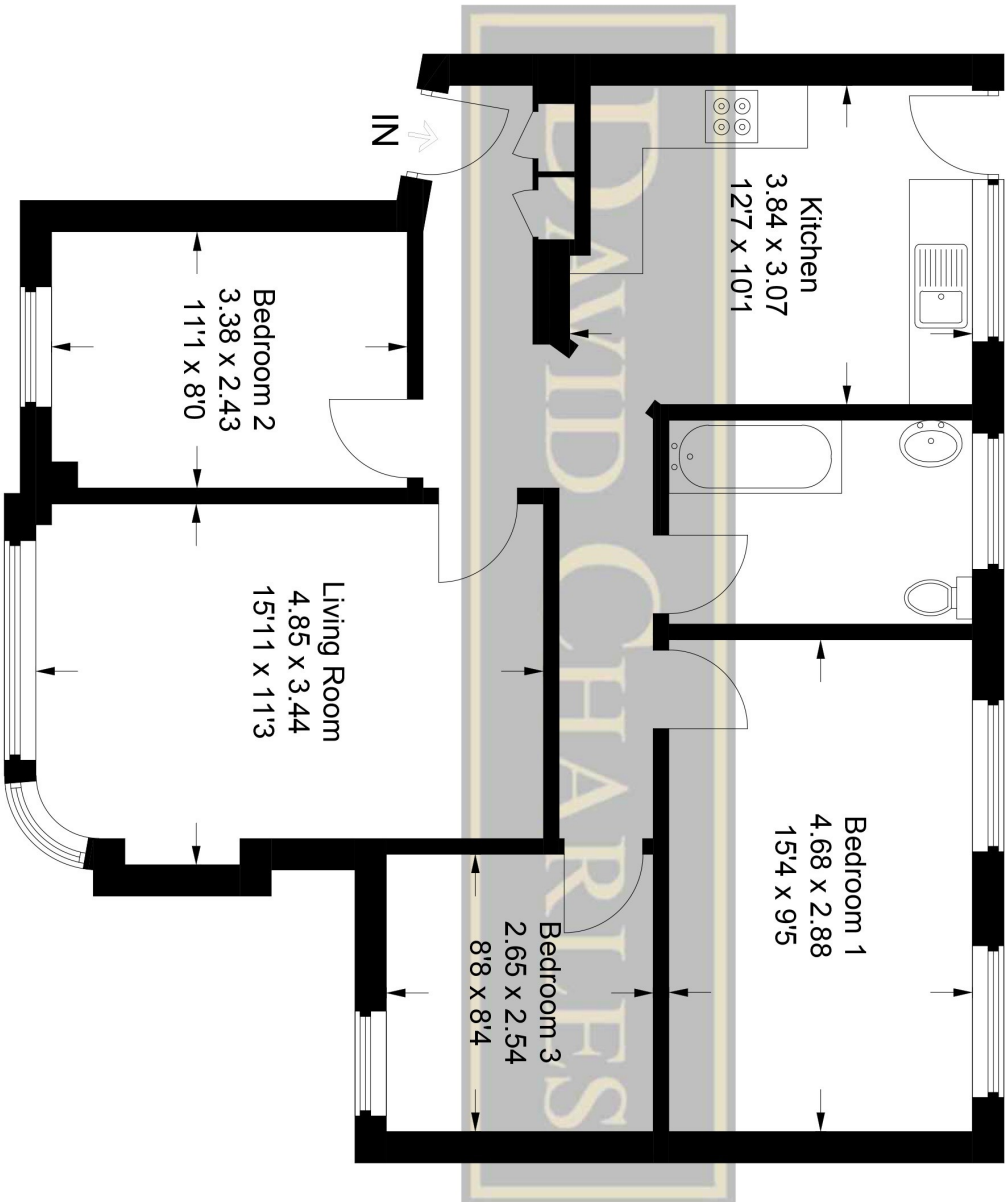 Kitchen
3.84 x 3.07
12'7 x 10'1
Bedroom 1
4.68 x 2.88
15'4 x 9'5
DAVID CHARLES
IN
Bedroom 2
3.38 x 2.43
11'1 x 8'0
Living Room
4.85 x 3.44
15'11 x 11'3
Bedroom 3
2.65 x 2.54
8'8 x 8'4